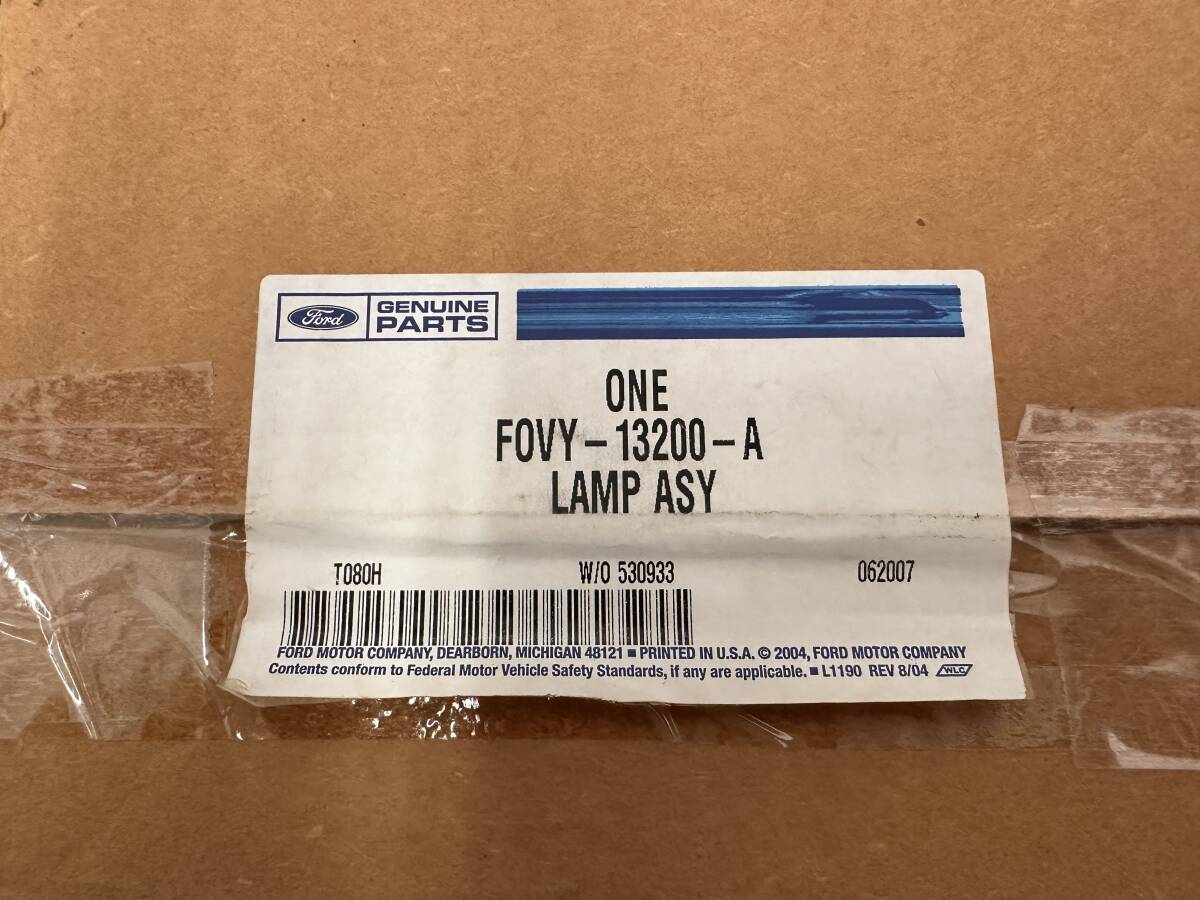 Ford GENUINE PARTS
ONE
FOVY-13200-A
LAMP ASY
T080H W/O 530933 062007
FORD MOTOR COMPANY, DEARBORN, MICHIGAN 48121 ■ PRINTED IN U.S.A. © 2004, FORD MOTOR COMPANY
Contents conform to Federal Motor Vehicle Safety Standards, if any are applicable. ■ L1190 REV 8/04 WLC